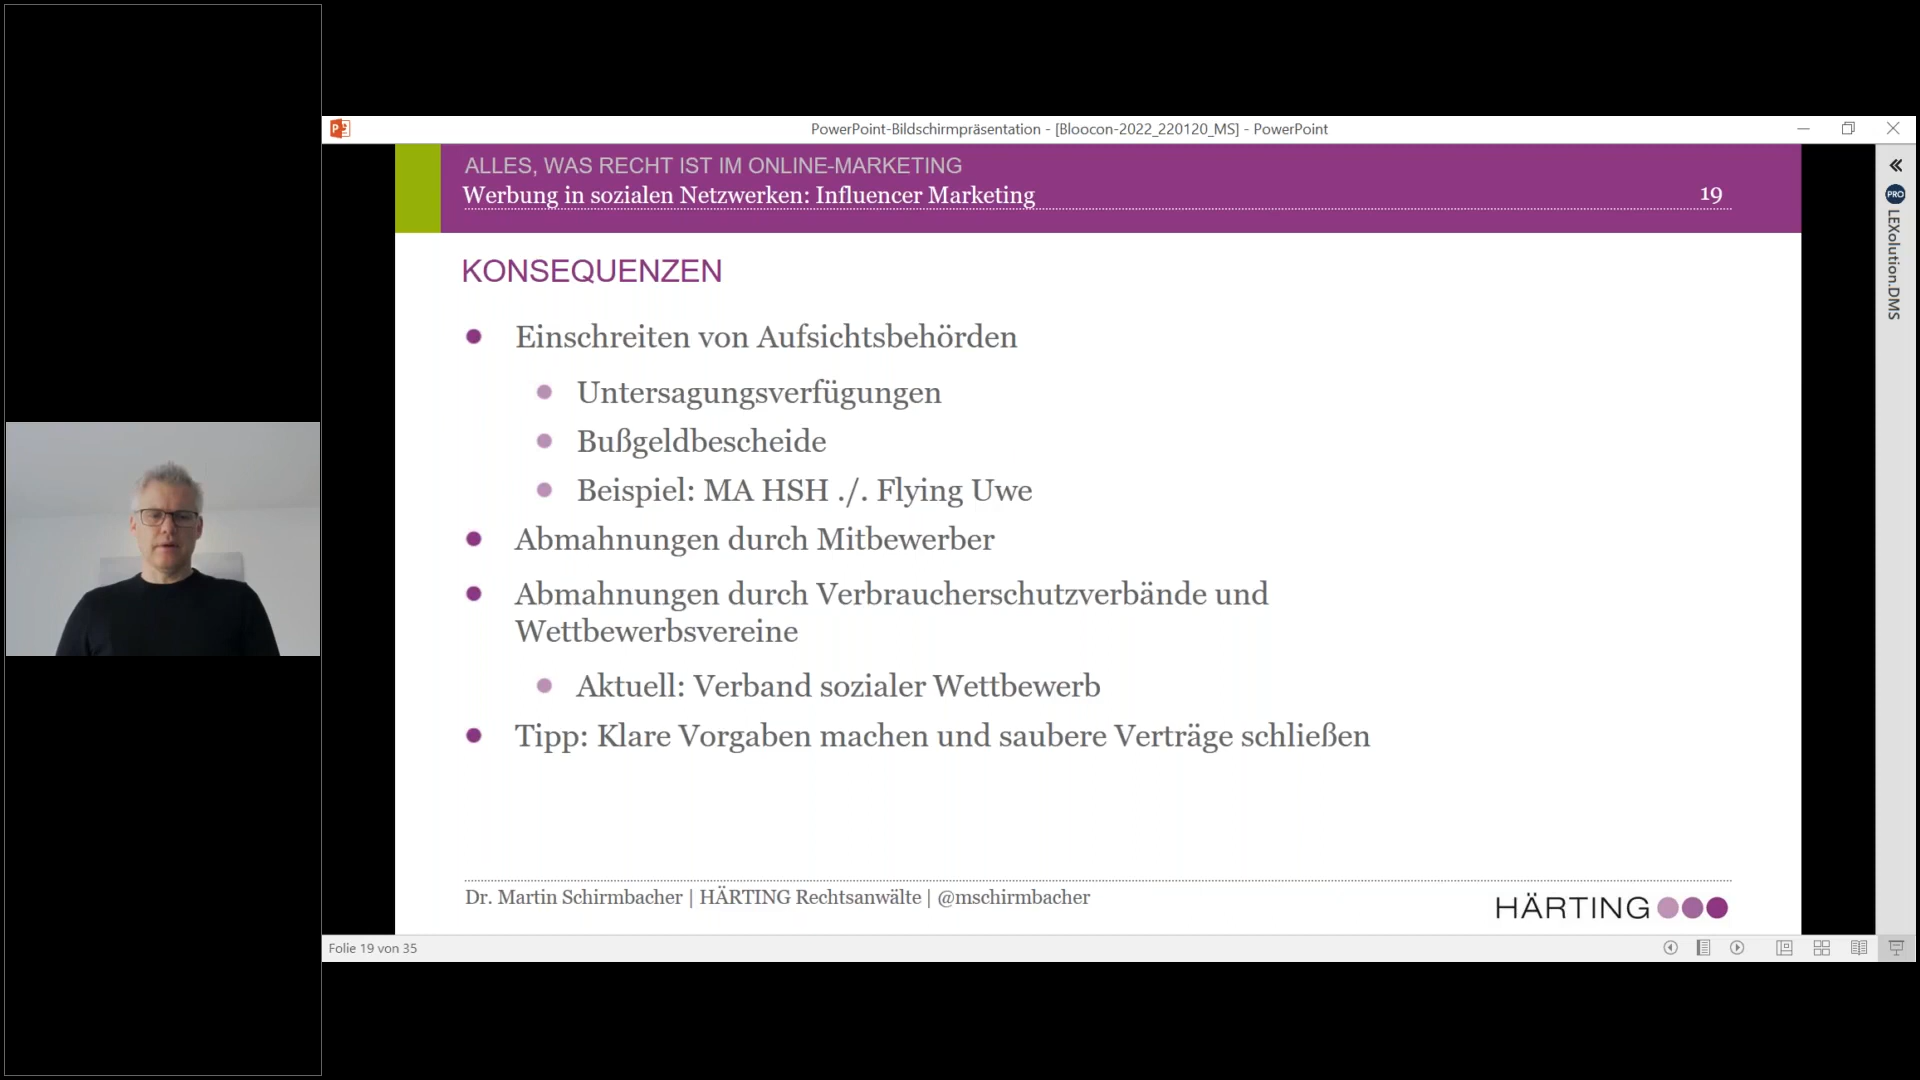 PowerPoint-Bildschirmpräsentation - [Bloocon-2022_220120_MS] - PowerPoint
ALLES, WAS RECHT IST IM ONLINE-MARKETING
Werbung in sozialen Netzwerken: Influencer Marketing
19
KONSEQUENZEN
Einschreiten von Aufsichtsbehörden
Untersagungsverfügungen
Bußgeldbescheide
Beispiel: MA HSH ./. Flying Uwe
Abmahnungen durch Mitbewerber
Abmahnungen durch Verbraucherschutzverbände und
Wettbewerbsvereine
Aktuell: Verband sozialer Wettbewerb
Tipp: Klare Vorgaben machen und saubere Verträge schließen
Dr. Martin Schirmbacher | HÄRTING Rechtsanwälte | @mschirmbacher
HÄRTING
Folie 19 von 35
PRO
LEXolution.DMS